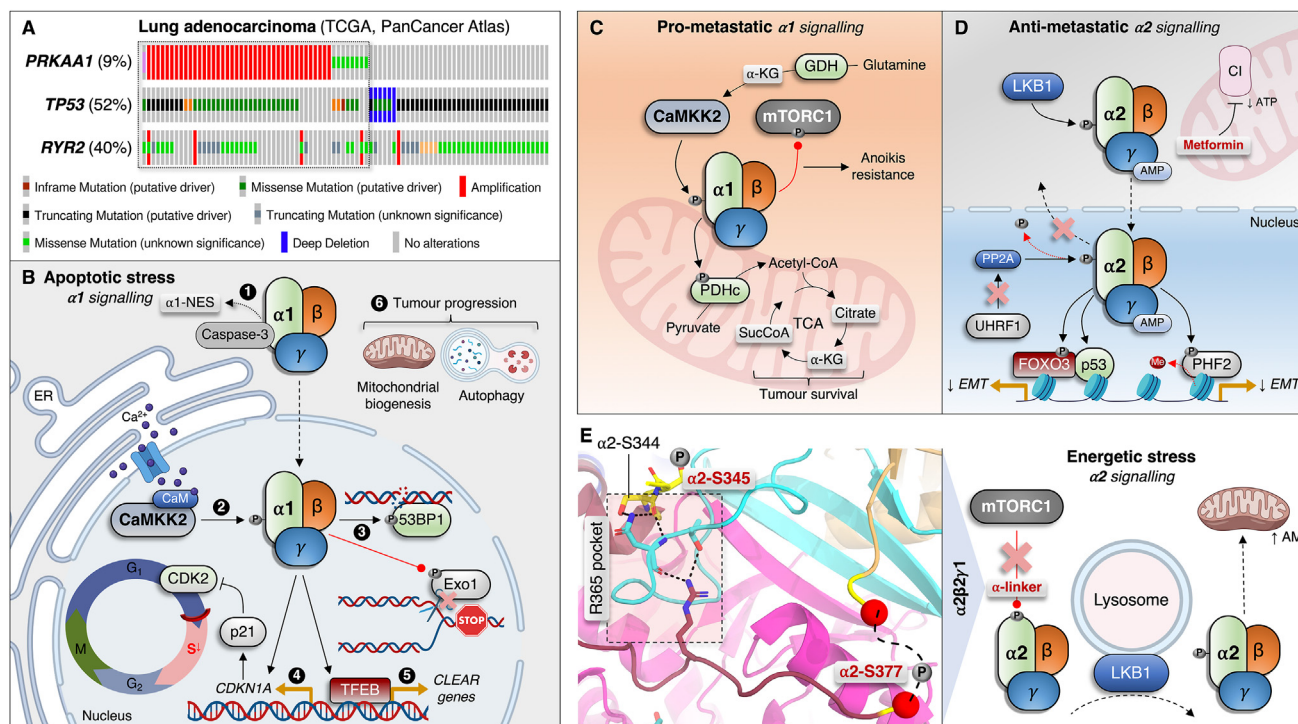 A
Lung adenocarcinoma (TCGA, PanCancer Atlas)
PRKAA1 (9%)
TP53 (52%)
RYR2 (40%)
Inframe Mutation (putative driver)
Missense Mutation (putative driver)
Amplification
Truncating Mutation (putative driver)
Truncating Mutation (unknown significance)
Missense Mutation (unknown significance)
Deep Deletion
No alterations
B Apoptotic stress
α1 signalling
α1-NES
1
Caspase-3
α1
β
γ
6 Tumour progression
Mitochondrial
biogenesis
Autophagy
ER
Ca²⁺
CaM
CaMKK2
2
P
α1
β
γ
3
P
53BP1
P
Exo1
STOP
G₁
CDK2
p21
M
S↓
G₂
CDKN1A
4
TFEB
5
CLEAR
genes
Nucleus
C
Pro-metastatic α1 signalling
α-KG
GDH
Glutamine
CaMKK2
mTORC1
P
Anoikis
resistance
P
α1
β
γ
P
PDHc
Acetyl-CoA
Pyruvate
SucCoA
TCA
Citrate
α-KG
Tumour survival
D
Anti-metastatic α2 signalling
LKB1
P
α2
β
γ
AMP
CI
↓ ATP
Metformin
Nucleus
P
PP2A
P
α2
β
γ
AMP
UHRF1
P
FOXO3
p53
Me
P
PHF2
↓ EMT
↓ EMT
E
α2-S344
P
α2-S345
R365 pocket
α2-S377
P
α2β2γ1
Energetic stress
α2 signalling
mTORC1
α-linker
P
α2
β
γ
Lysosome
LKB1
↑ AM
P
α2
β
γ